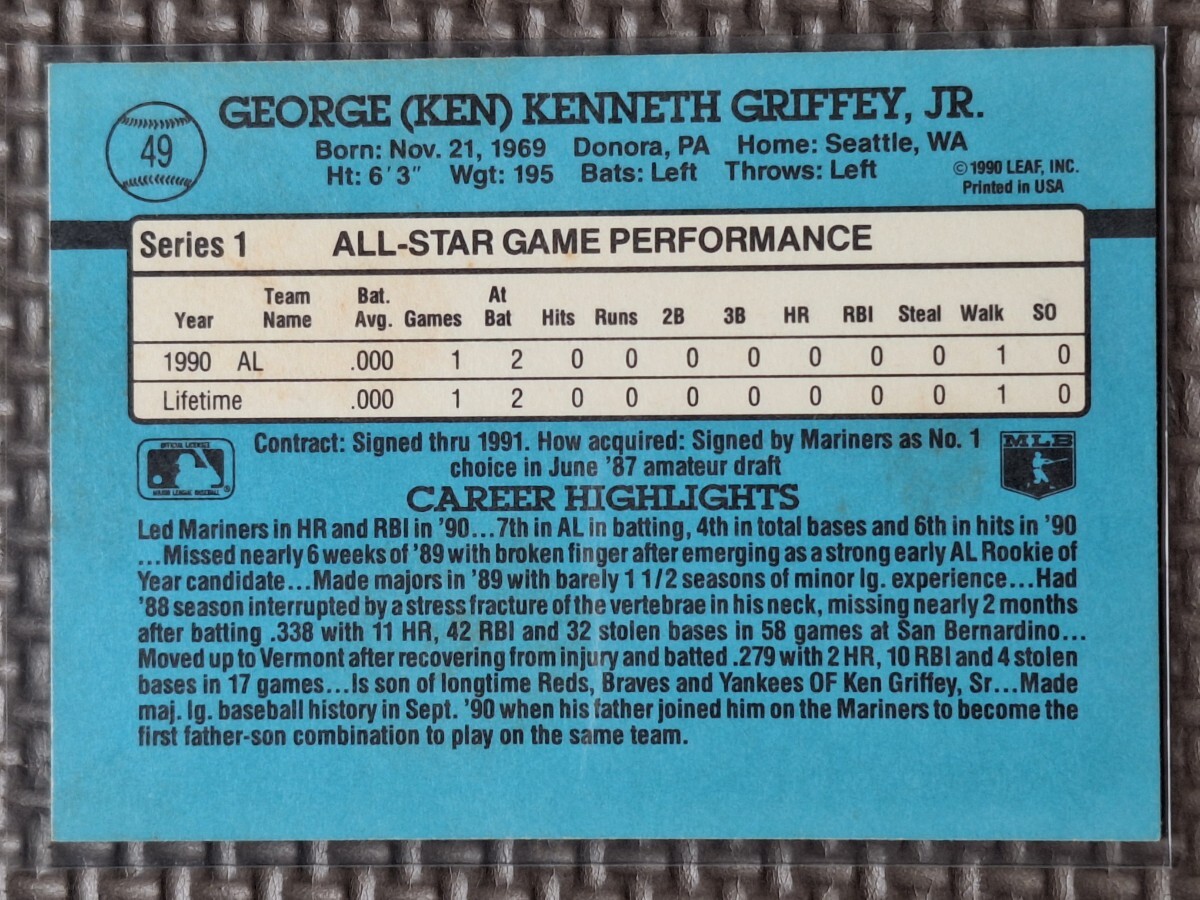 49
GEORGE (KEN) KENNETH GRIFFEY, JR.
Born: Nov. 21, 1969 Donora, PA Home: Seattle, WA
Ht: 6'3" Wgt: 195 Bats: Left Throws: Left
©1990 LEAF, INC.
Printed in USA
Series 1 ALL-STAR GAME PERFORMANCE
Year Team Name Bat. Avg. Games At Bat Hits Runs 2B 3B HR RBI Steal Walk SO
1990 AL .000 1 2 0 0 0 0 0 0 0 1 0
Lifetime .000 1 2 0 0 0 0 0 0 0 1 0
OFFICIAL LICENSEE
MAJOR LEAGUE BASEBALL
Contract: Signed thru 1991. How acquired: Signed by Mariners as No. 1
choice in June '87 amateur draft
MLB
CAREER HIGHLIGHTS
Led Mariners in HR and RBI in '90...7th in AL in batting, 4th in total bases and 6th in hits in '90
...Missed nearly 6 weeks of '89 with broken finger after emerging as a strong early AL Rookie of
Year candidate...Made majors in '89 with barely 1 1/2 seasons of minor lg. experience...Had
'88 season interrupted by a stress fracture of the vertebrae in his neck, missing nearly 2 months
after batting .338 with 11 HR, 42 RBI and 32 stolen bases in 58 games at San Bernardino...
Moved up to Vermont after recovering from injury and batted .279 with 2 HR, 10 RBI and 4 stolen
bases in 17 games...Is son of longtime Reds, Braves and Yankees OF Ken Griffey, Sr...Made
maj. lg. baseball history in Sept. '90 when his father joined him on the Mariners to become the
first father-son combination to play on the same team.